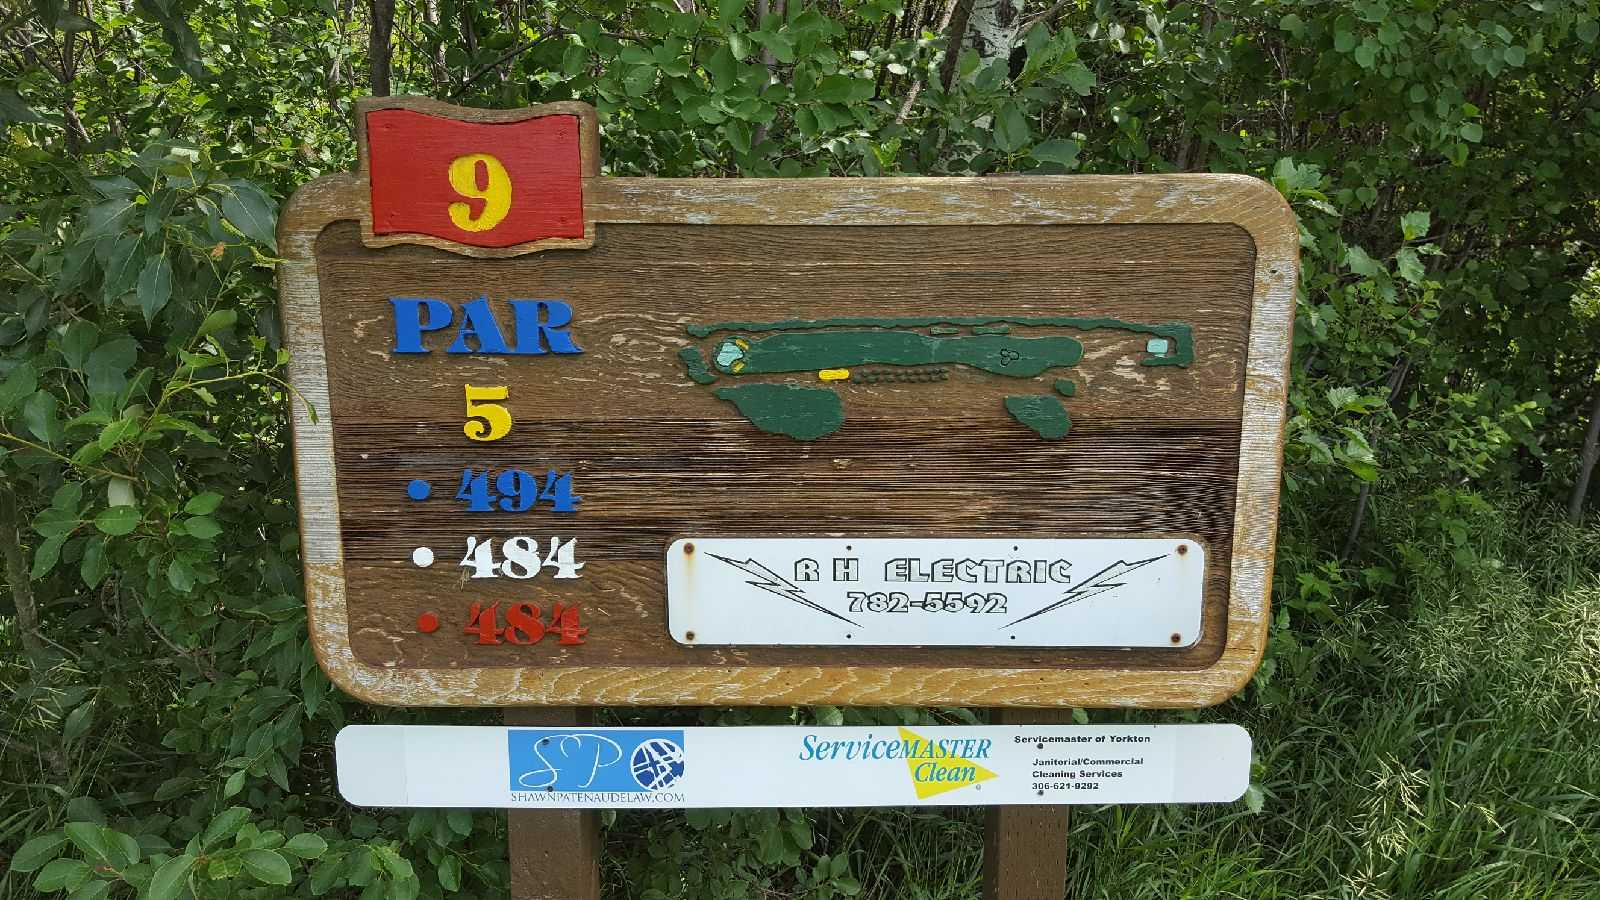 9
PAR
5
• 494
• 484
• 484
R H ELECTRIC
782-5592
SP
SHAWNPATENAUDELAW.COM
ServiceMASTER
Clean
Servicemaster of Yorkton
Janitorial/Commercial
Cleaning Services
306-621-9292